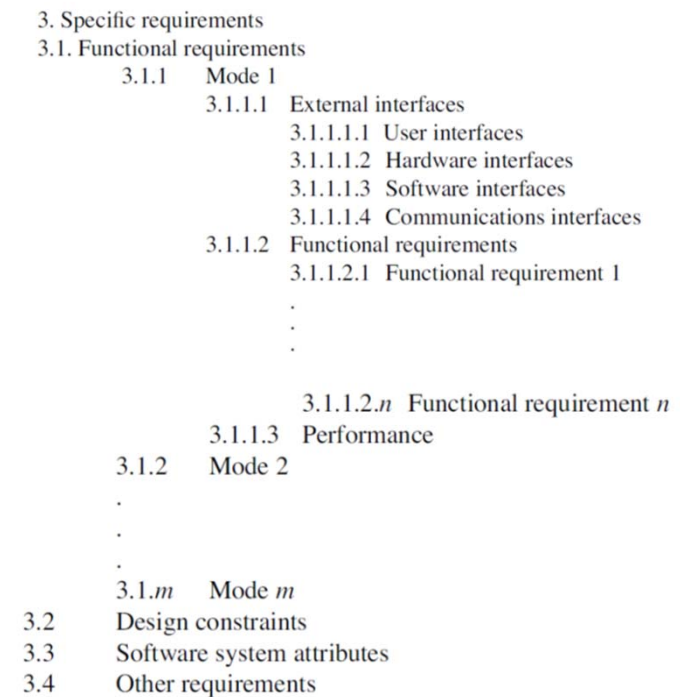 3. Specific requirements
3.1. Functional requirements
3.1.1 Mode 1
3.1.1.1 External interfaces
3.1.1.1.1 User interfaces
3.1.1.1.2 Hardware interfaces
3.1.1.1.3 Software interfaces
3.1.1.1.4 Communications interfaces
3.1.1.2 Functional requirements
3.1.1.2.1 Functional requirement 1
.
.
.
3.1.1.2.n Functional requirement n
3.1.1.3 Performance
3.1.2 Mode 2
.
.
.
3.1.m Mode m
3.2 Design constraints
3.3 Software system attributes
3.4 Other requirements